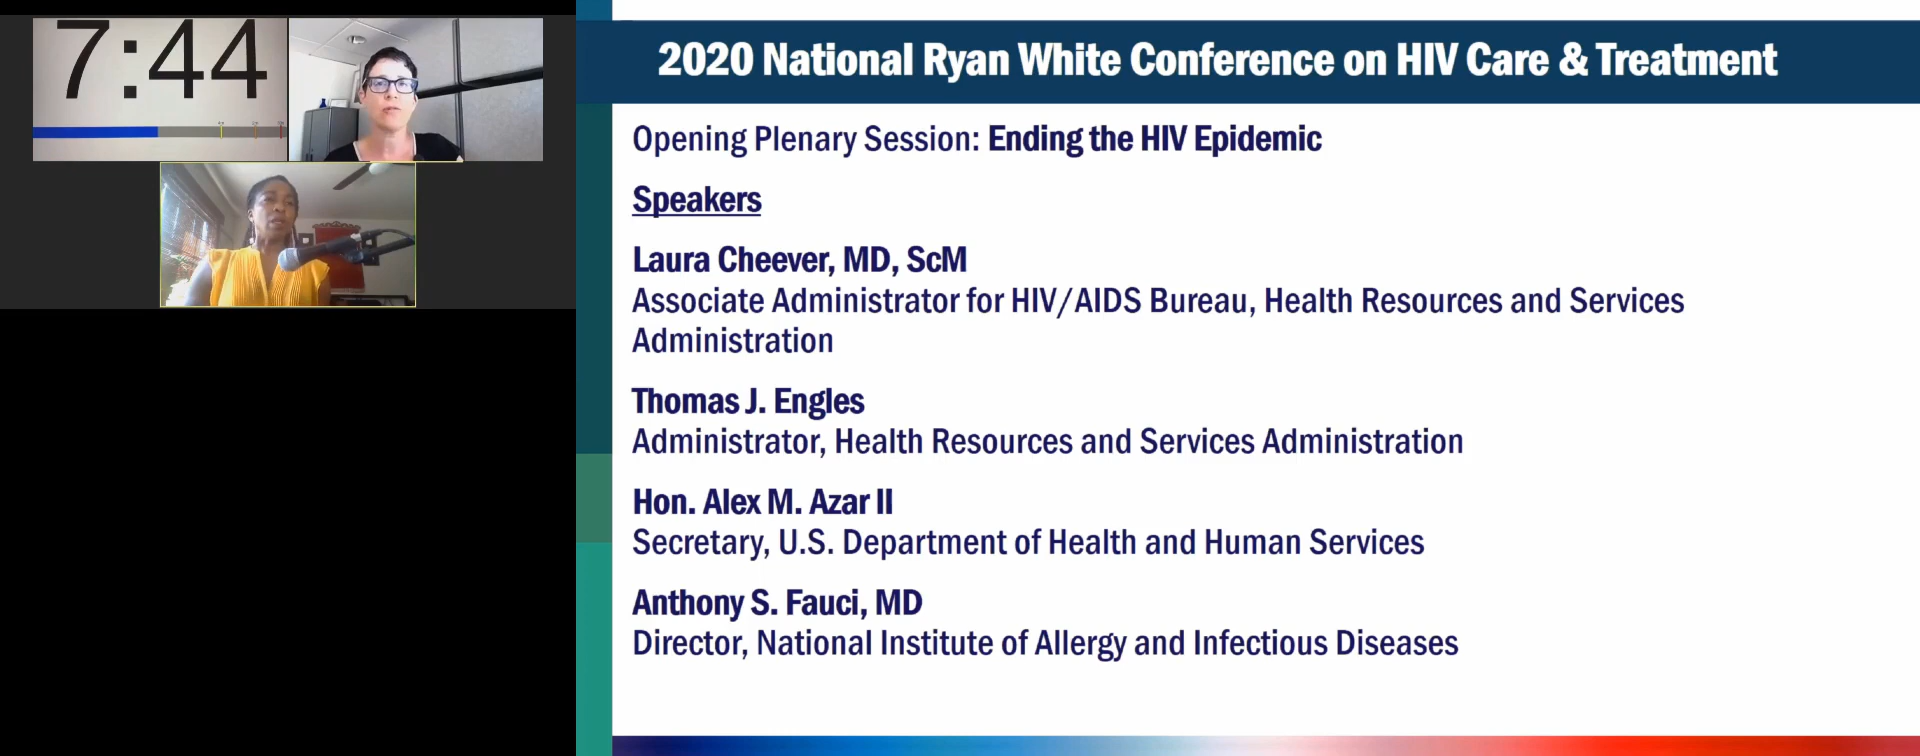 7:44
2020 National Ryan White Conference on HIV Care & Treatment
Opening Plenary Session: Ending the HIV Epidemic
Speakers
Laura Cheever, MD, ScM
Associate Administrator for HIV/AIDS Bureau, Health Resources and Services
Administration
Thomas J. Engles
Administrator, Health Resources and Services Administration
Hon. Alex M. Azar II
Secretary, U.S. Department of Health and Human Services
Anthony S. Fauci, MD
Director, National Institute of Allergy and Infectious Diseases